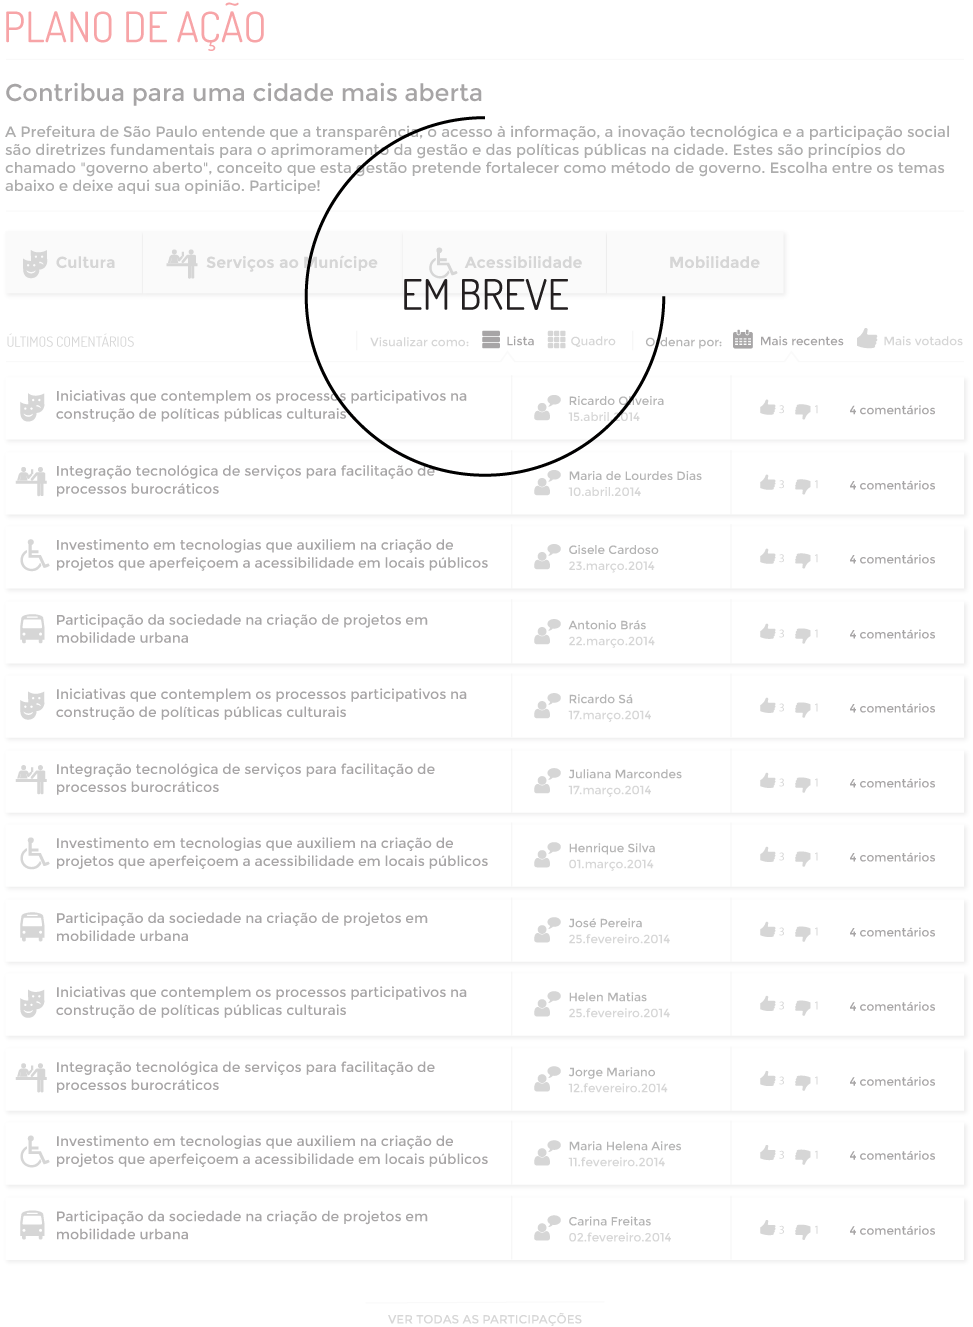 PLANO DE AÇÃO
Contribua para uma cidade mais aberta
A Prefeitura de São Paulo entende que a transparência, o acesso à informação, a inovação tecnológica e a participação social
são diretrizes fundamentais para o aprimoramento da gestão e das políticas públicas na cidade. Estes são princípios do
chamado "governo aberto", conceito que esta gestão pretende fortalecer como método de governo. Escolha entre os temas
abaixo e deixe aqui sua opinião. Participe!
Cultura Serviços ao Munícipe Acessibilidade Mobilidade
EM BREVE
ÚLTIMOS COMENTÁRIOS Visualizar como: Lista Quadro Ordenar por: Mais recentes Mais votados
Iniciativas que contemplem os processos participativos na
construção de políticas públicas culturais
Ricardo Oliveira
15.abril.2014
3 1 4 comentários
Integração tecnológica de serviços para facilitação de
processos burocráticos
Maria de Lourdes Dias
10.abril.2014
3 1 4 comentários
Investimento em tecnologias que auxiliem na criação de
projetos que aperfeiçoem a acessibilidade em locais públicos
Gisele Cardoso
23.março.2014
3 1 4 comentários
Participação da sociedade na criação de projetos em
mobilidade urbana
Antonio Brás
22.março.2014
3 1 4 comentários
Iniciativas que contemplem os processos participativos na
construção de políticas públicas culturais
Ricardo Sá
17.março.2014
3 1 4 comentários
Integração tecnológica de serviços para facilitação de
processos burocráticos
Juliana Marcondes
17.março.2014
3 1 4 comentários
Investimento em tecnologias que auxiliem na criação de
projetos que aperfeiçoem a acessibilidade em locais públicos
Henrique Silva
01.março.2014
3 1 4 comentários
Participação da sociedade na criação de projetos em
mobilidade urbana
José Pereira
25.fevereiro.2014
3 1 4 comentários
Iniciativas que contemplem os processos participativos na
construção de políticas públicas culturais
Helen Matias
25.fevereiro.2014
3 1 4 comentários
Integração tecnológica de serviços para facilitação de
processos burocráticos
Jorge Mariano
12.fevereiro.2014
3 1 4 comentários
Investimento em tecnologias que auxiliem na criação de
projetos que aperfeiçoem a acessibilidade em locais públicos
Maria Helena Aires
11.fevereiro.2014
3 1 4 comentários
Participação da sociedade na criação de projetos em
mobilidade urbana
Carina Freitas
02.fevereiro.2014
3 1 4 comentários
VER TODAS AS PARTICIPAÇÕES